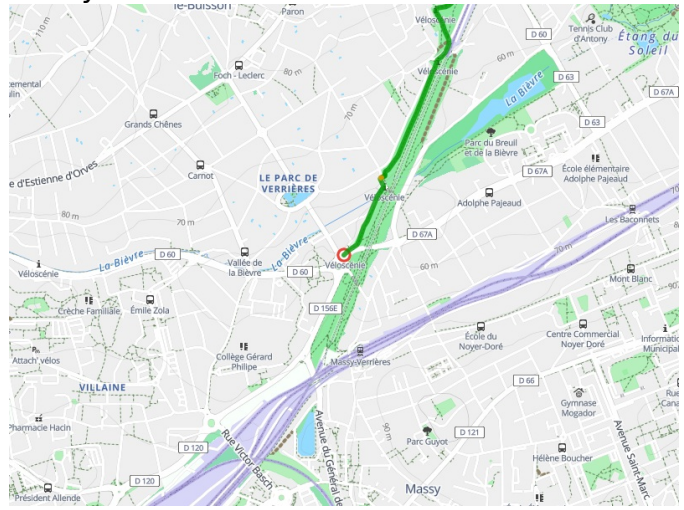 le-Buisson
Paron
Véloscénie
D 60
Tennis Club
d'Antony
Étang du
Soleil
110 m
60 m
Foch - Leclerc
80 m
Véloscénie
D 63
D 67A
La Bièvre
Grands Chênes
D 63
Parc du Breuil
et de la Bièvre
École élémentaire
Adolphe Pajeaud
e d'Estienne d'Orves
Carnot
LE PARC DE
VERRIÈRES
D 67A
Véloscénie
Adolphe Pajeaud
80 m
70 m
Les Baconnets
D 67A
La-Bièvre
70 m
La-Bièvre
D 60
Vallée de
la Bièvre
Véloscénie
D 60
Véloscénie
60 m
Mont Blanc
Crèche Familiale
Émile Zola
D 156E
École du
Noyer-Doré
Centre Commercial
Noyer Doré
Informatio
Municipal
Attach' vélos
Collège Gérard
Philipe
Massy-Verrières
VILLAINE
D 66
Gymnase
Mogador
Rue
Cana
Pharmacie Hacin
Avenue du Général de
Rue Victor Basch
90 m
Parc Guyot
D 121
Avenue Saint-Marc
D 120
Hélène Boucher
D 120
Président Allende
Massy